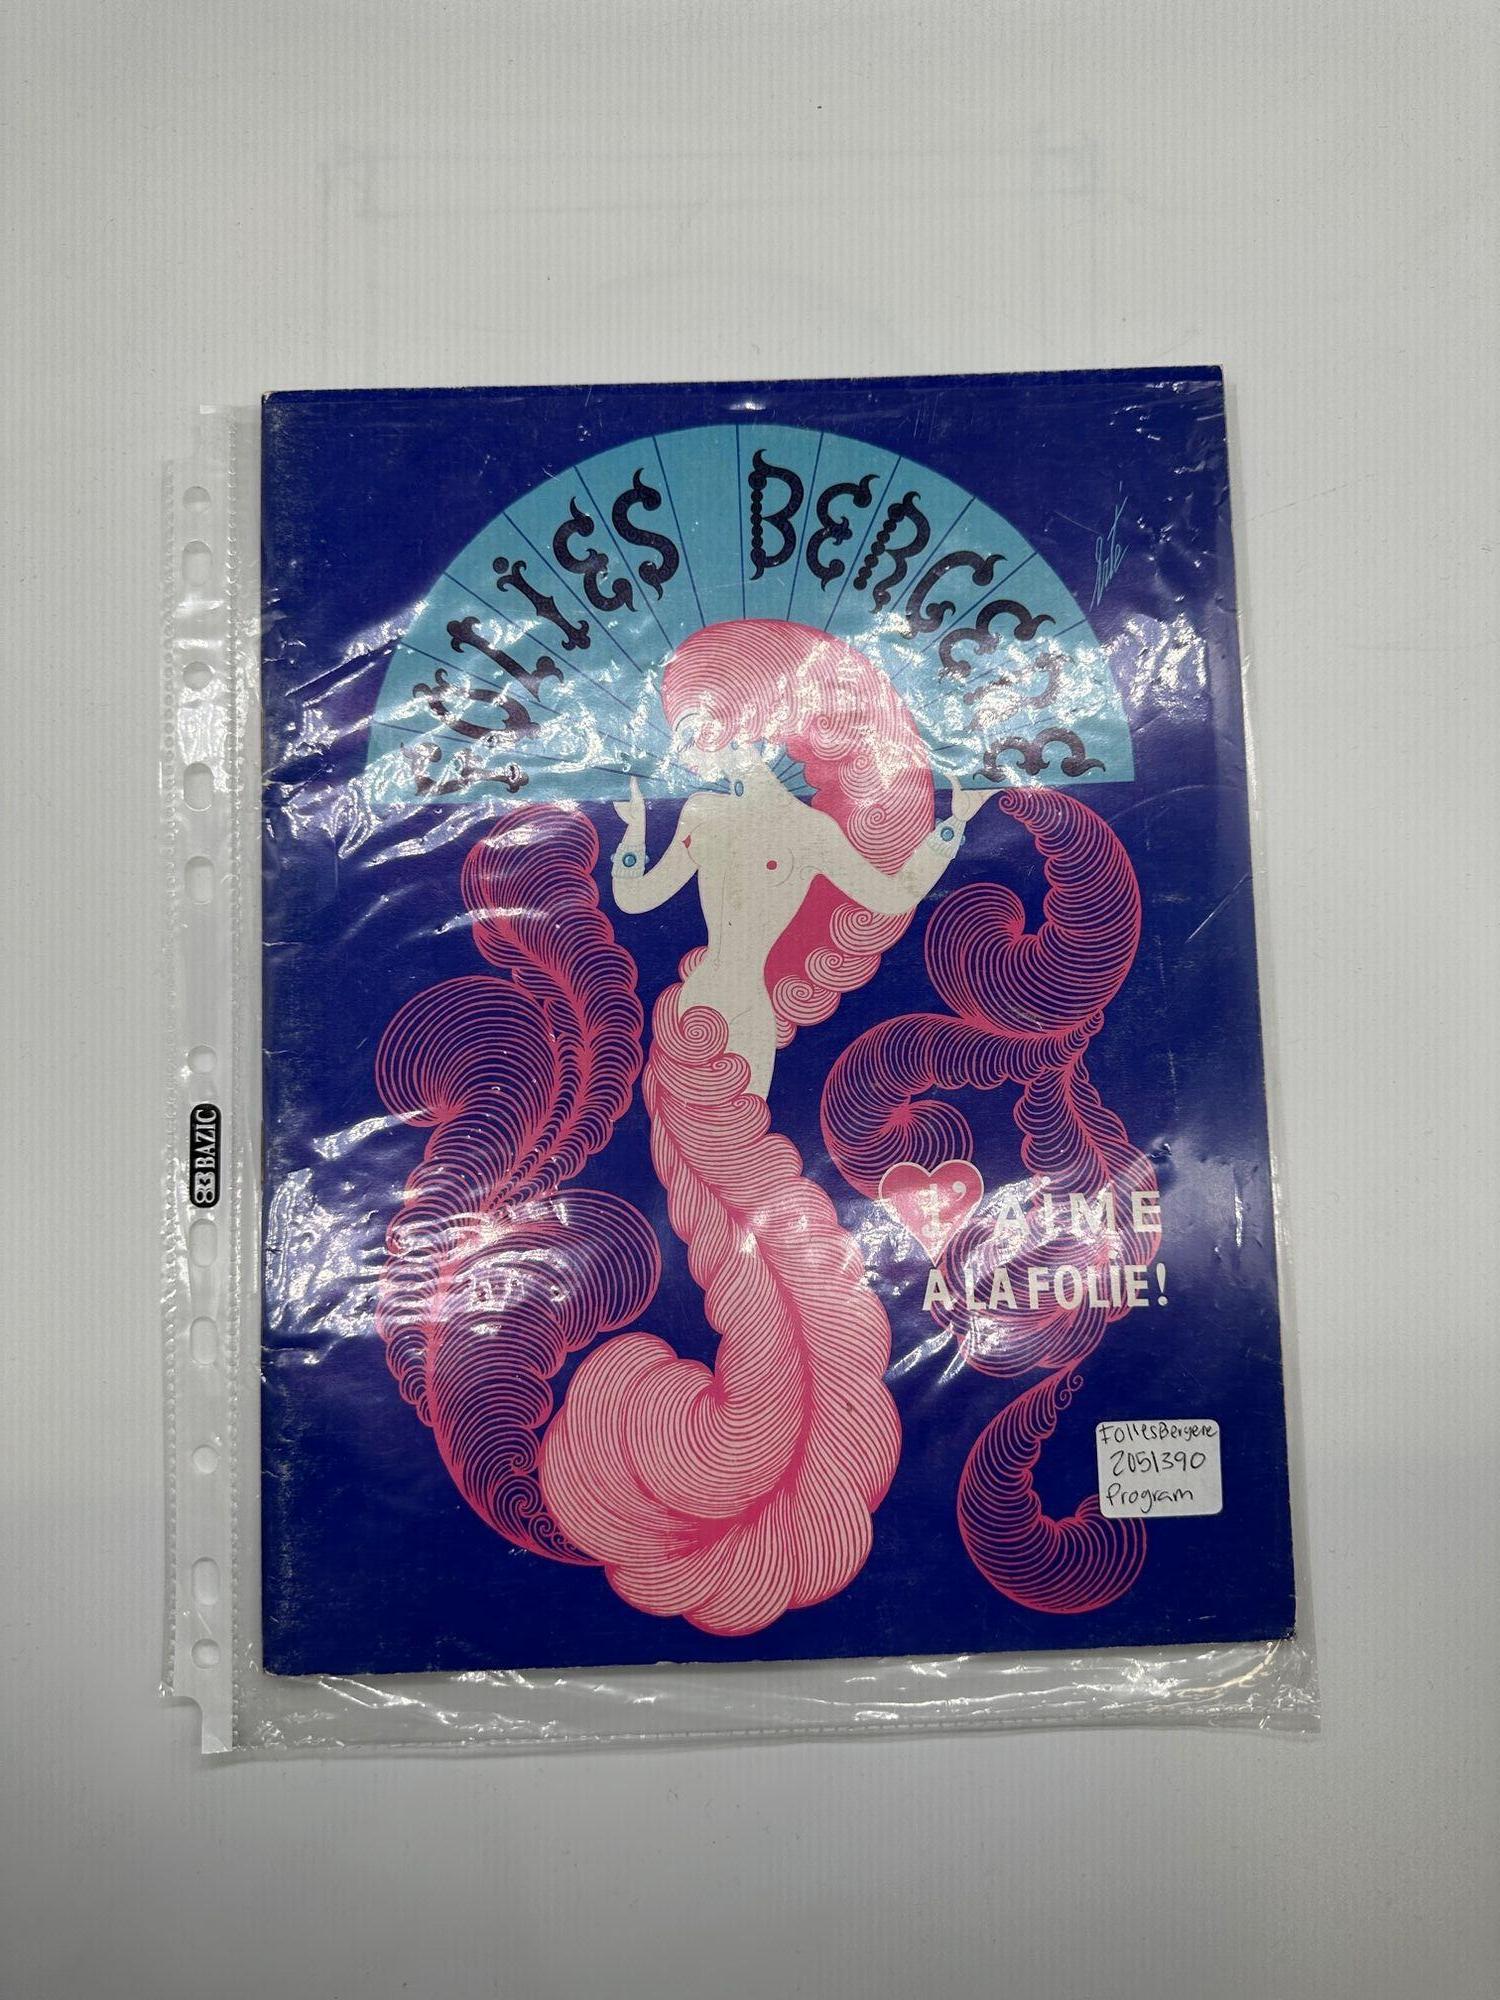 FOLIES BERGERE
Erté
J'AiME
A LA FOLiE!
FolliesBergere
2051390
Program
BAZIC